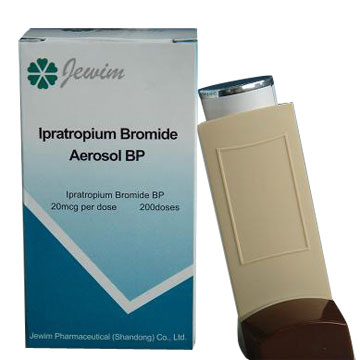 Jewim
Ipratropium Bromide
Aerosol BP
Ipratropium Bromide BP
20mcg per dose 200doses
Jewim Pharmaceutical (Shandong) Co., Ltd.